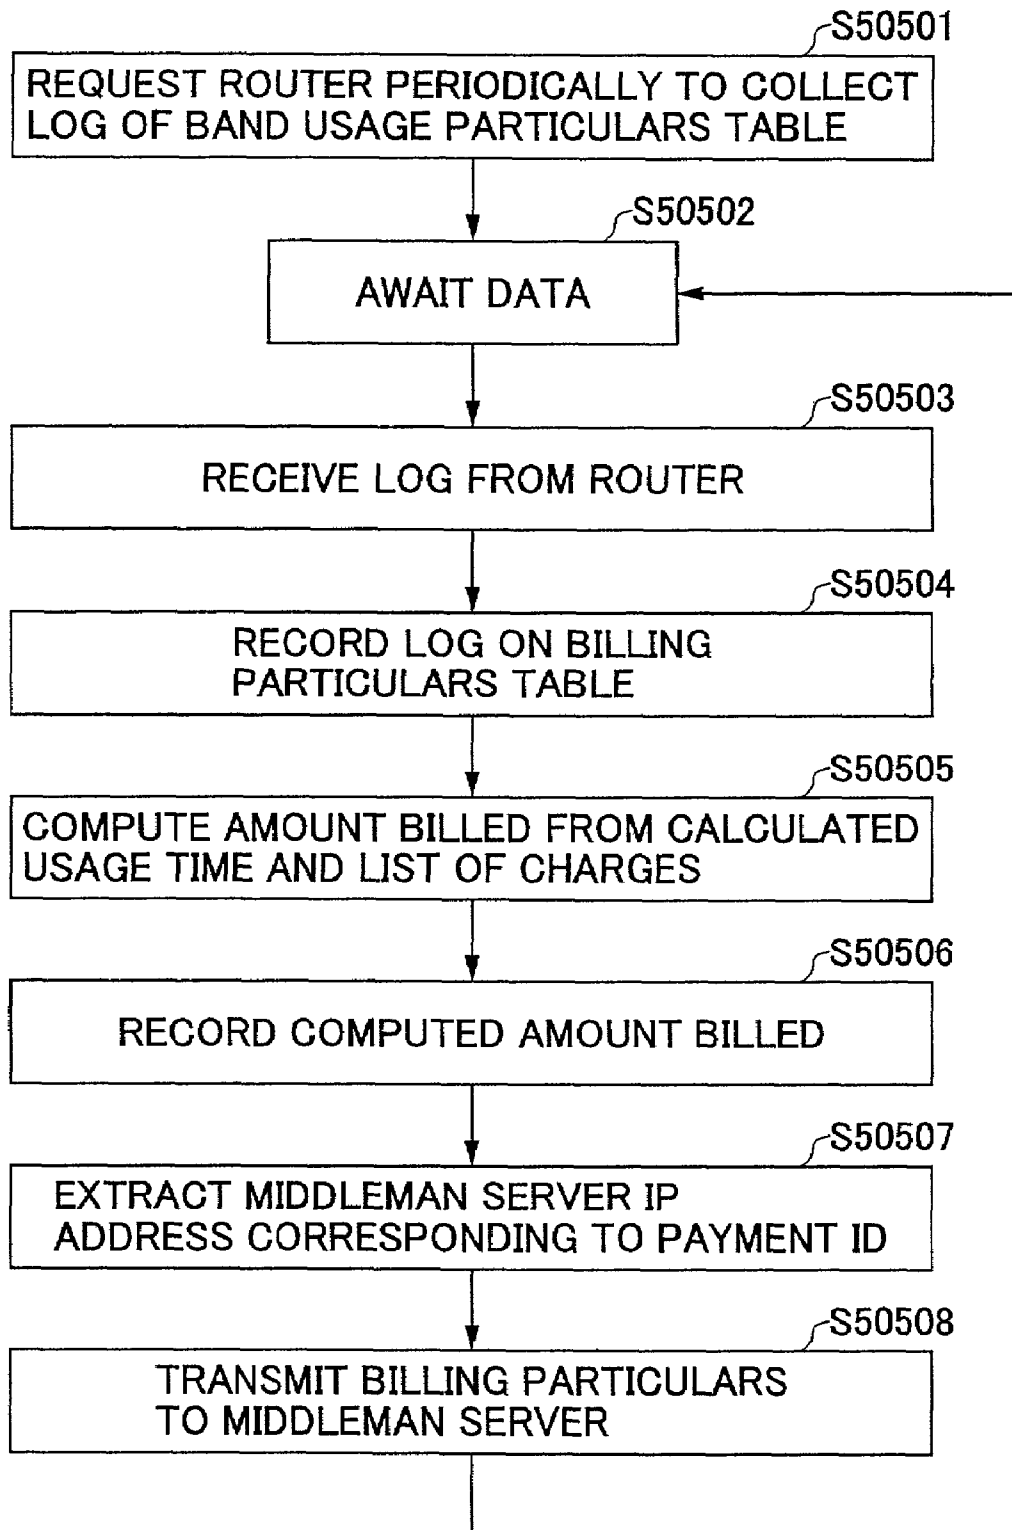 S50501
REQUEST ROUTER PERIODICALLY TO COLLECT
LOG OF BAND USAGE PARTICULARS TABLE
S50502
AWAIT DATA
S50503
RECEIVE LOG FROM ROUTER
S50504
RECORD LOG ON BILLING
PARTICULARS TABLE
S50505
COMPUTE AMOUNT BILLED FROM CALCULATED
USAGE TIME AND LIST OF CHARGES
S50506
RECORD COMPUTED AMOUNT BILLED
S50507
EXTRACT MIDDLEMAN SERVER IP
ADDRESS CORRESPONDING TO PAYMENT ID
S50508
TRANSMIT BILLING PARTICULARS
TO MIDDLEMAN SERVER